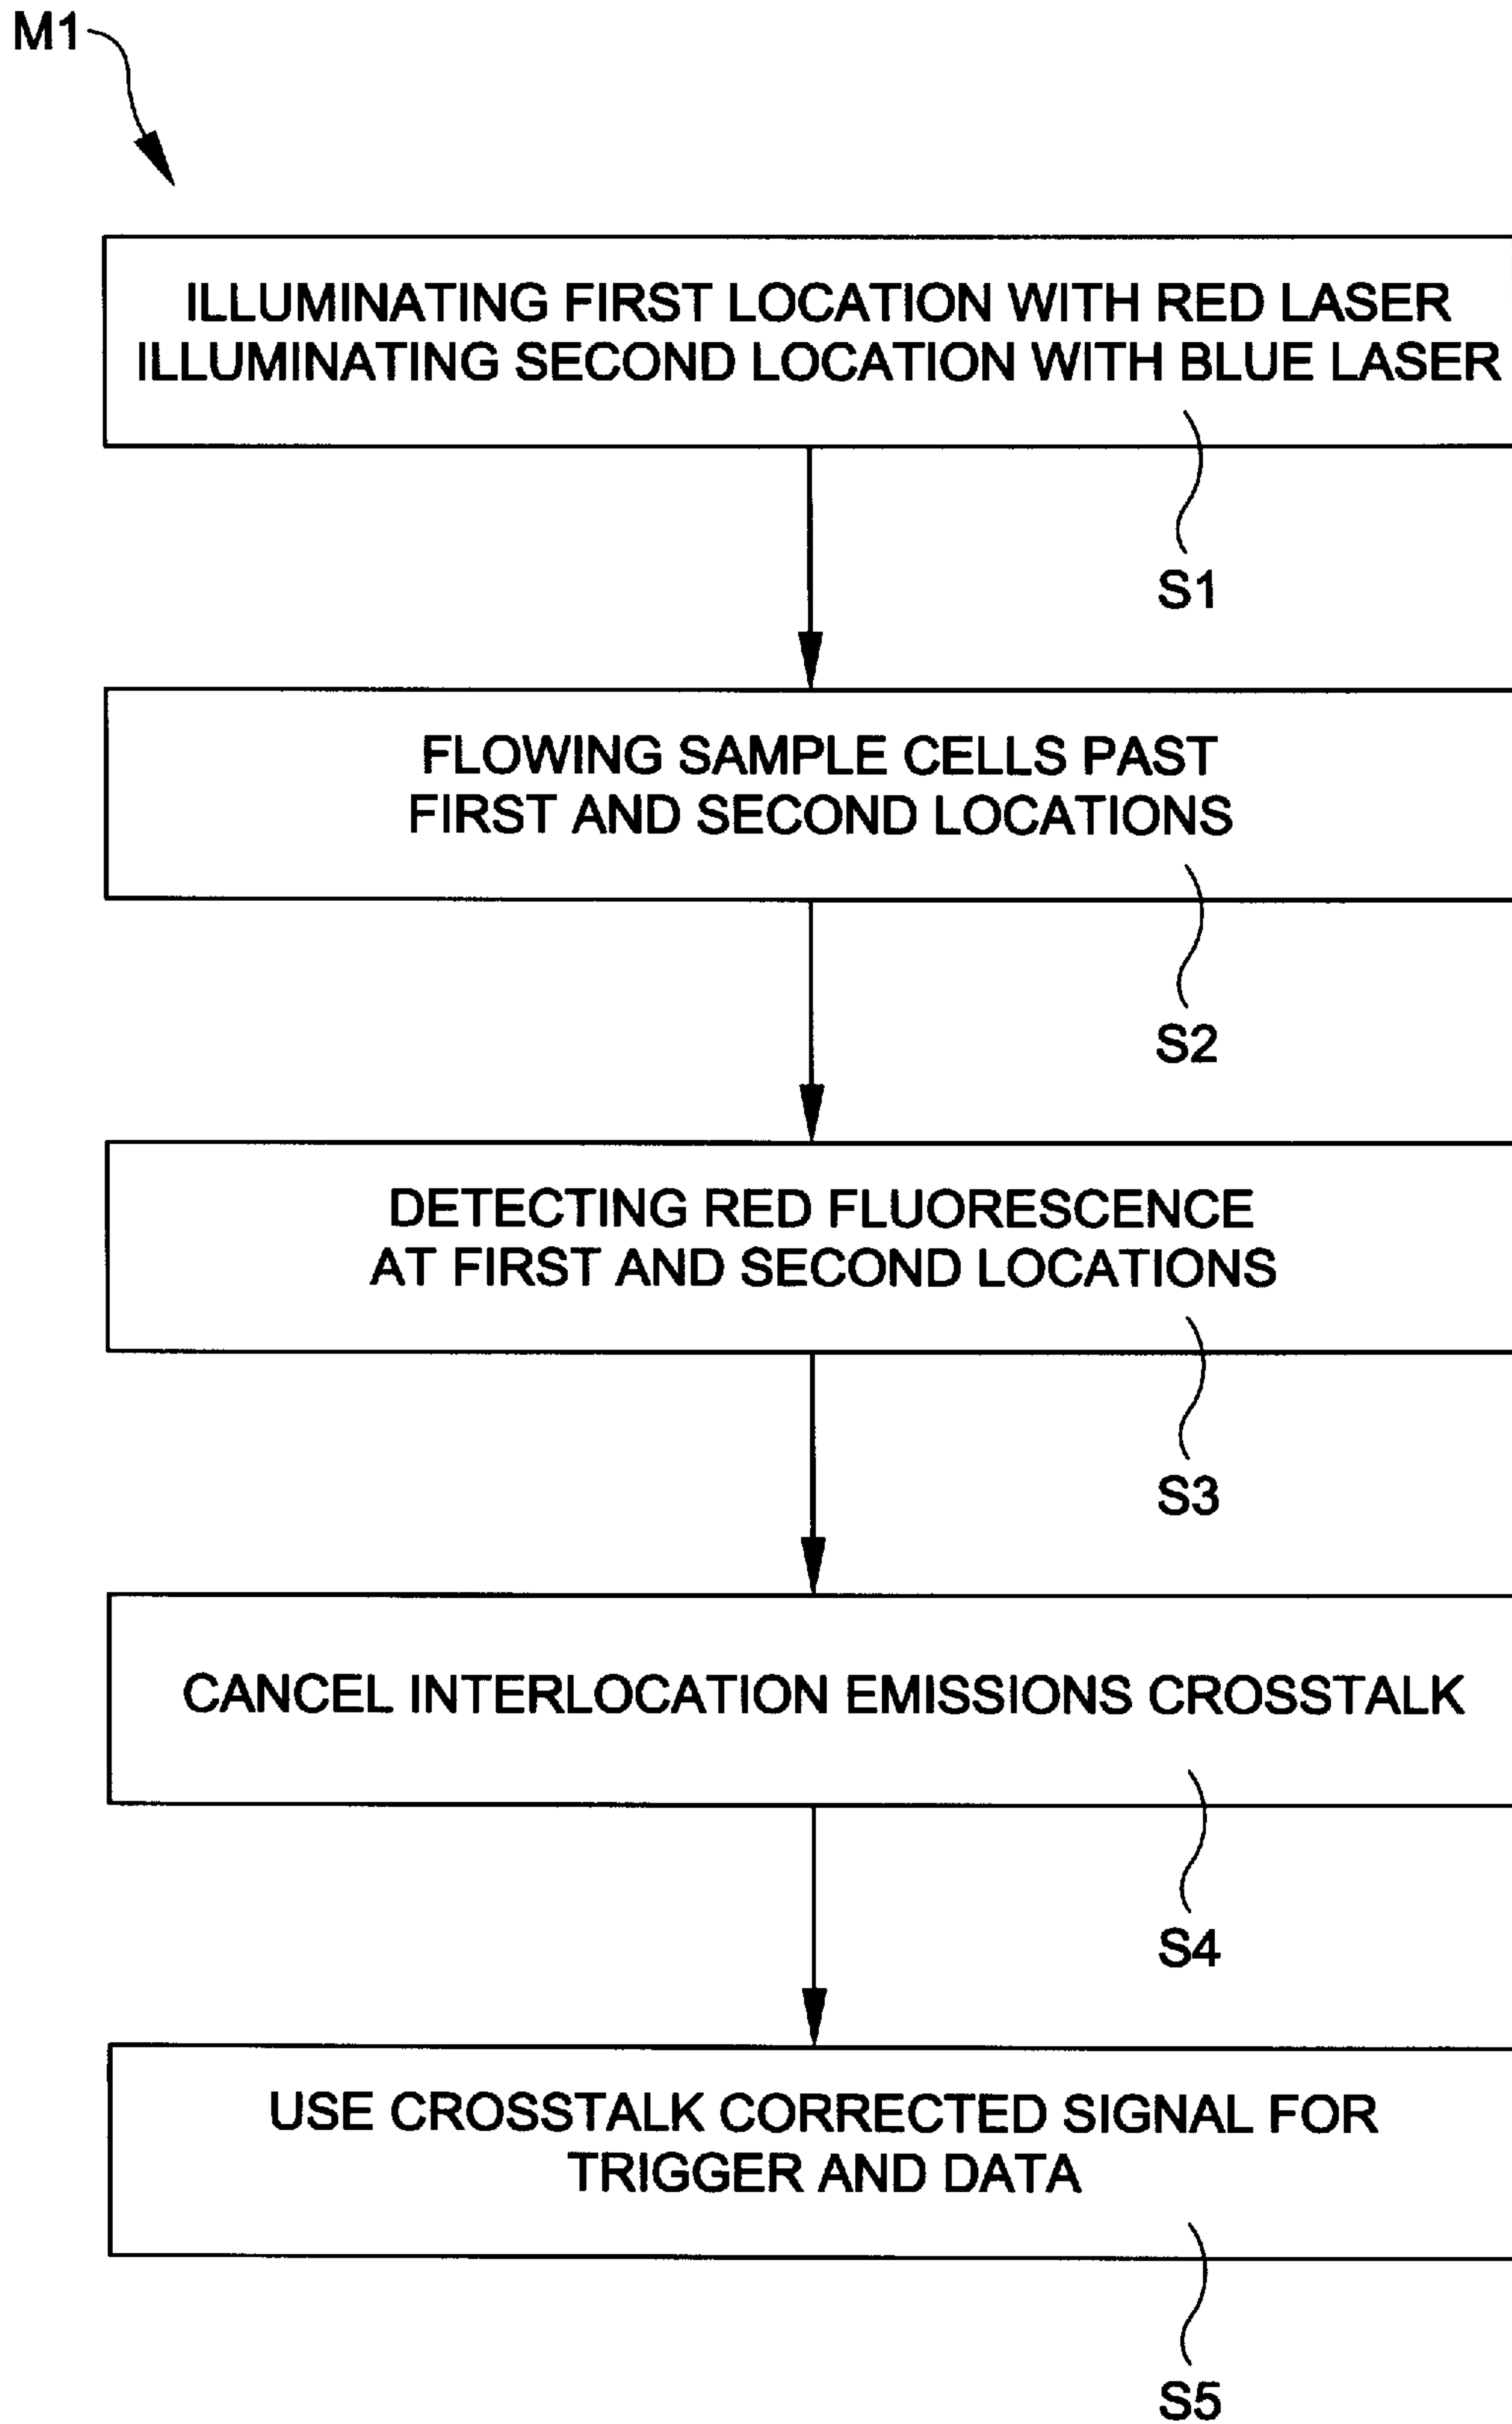 M1
ILLUMINATING FIRST LOCATION WITH RED LASER
ILLUMINATING SECOND LOCATION WITH BLUE LASER
S1
FLOWING SAMPLE CELLS PAST
FIRST AND SECOND LOCATIONS
S2
DETECTING RED FLUORESCENCE
AT FIRST AND SECOND LOCATIONS
S3
CANCEL INTERLOCATION EMISSIONS CROSSTALK
S4
USE CROSSTALK CORRECTED SIGNAL FOR
TRIGGER AND DATA
S5